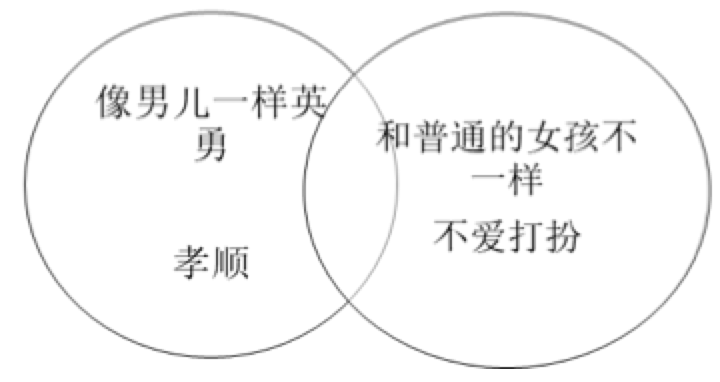 像男儿一样英
勇
孝顺
和普通的女孩不
一样
不爱打扮